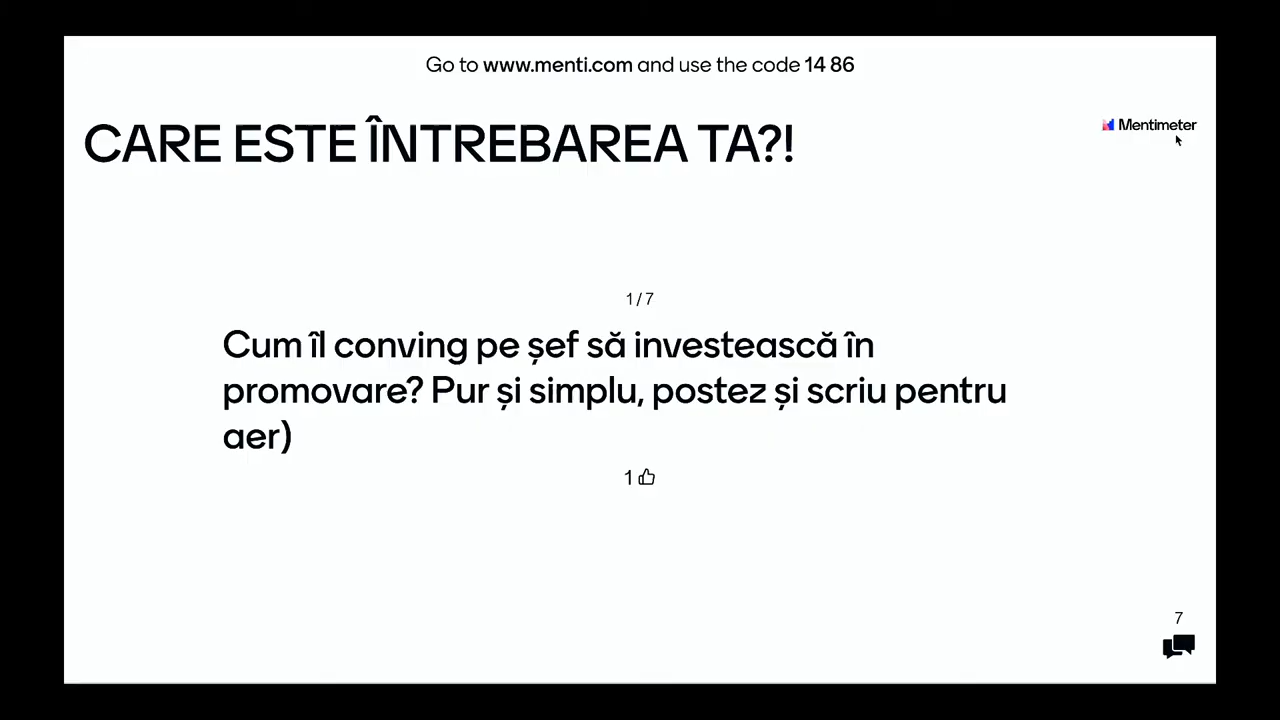 Go to www.menti.com and use the code 14 86
CARE ESTE ÎNTREBAREA TA?!
Mentimeter
1 / 7
Cum îl conving pe șef să investească în
promovare? Pur și simplu, postez și scriu pentru
aer)
1
7